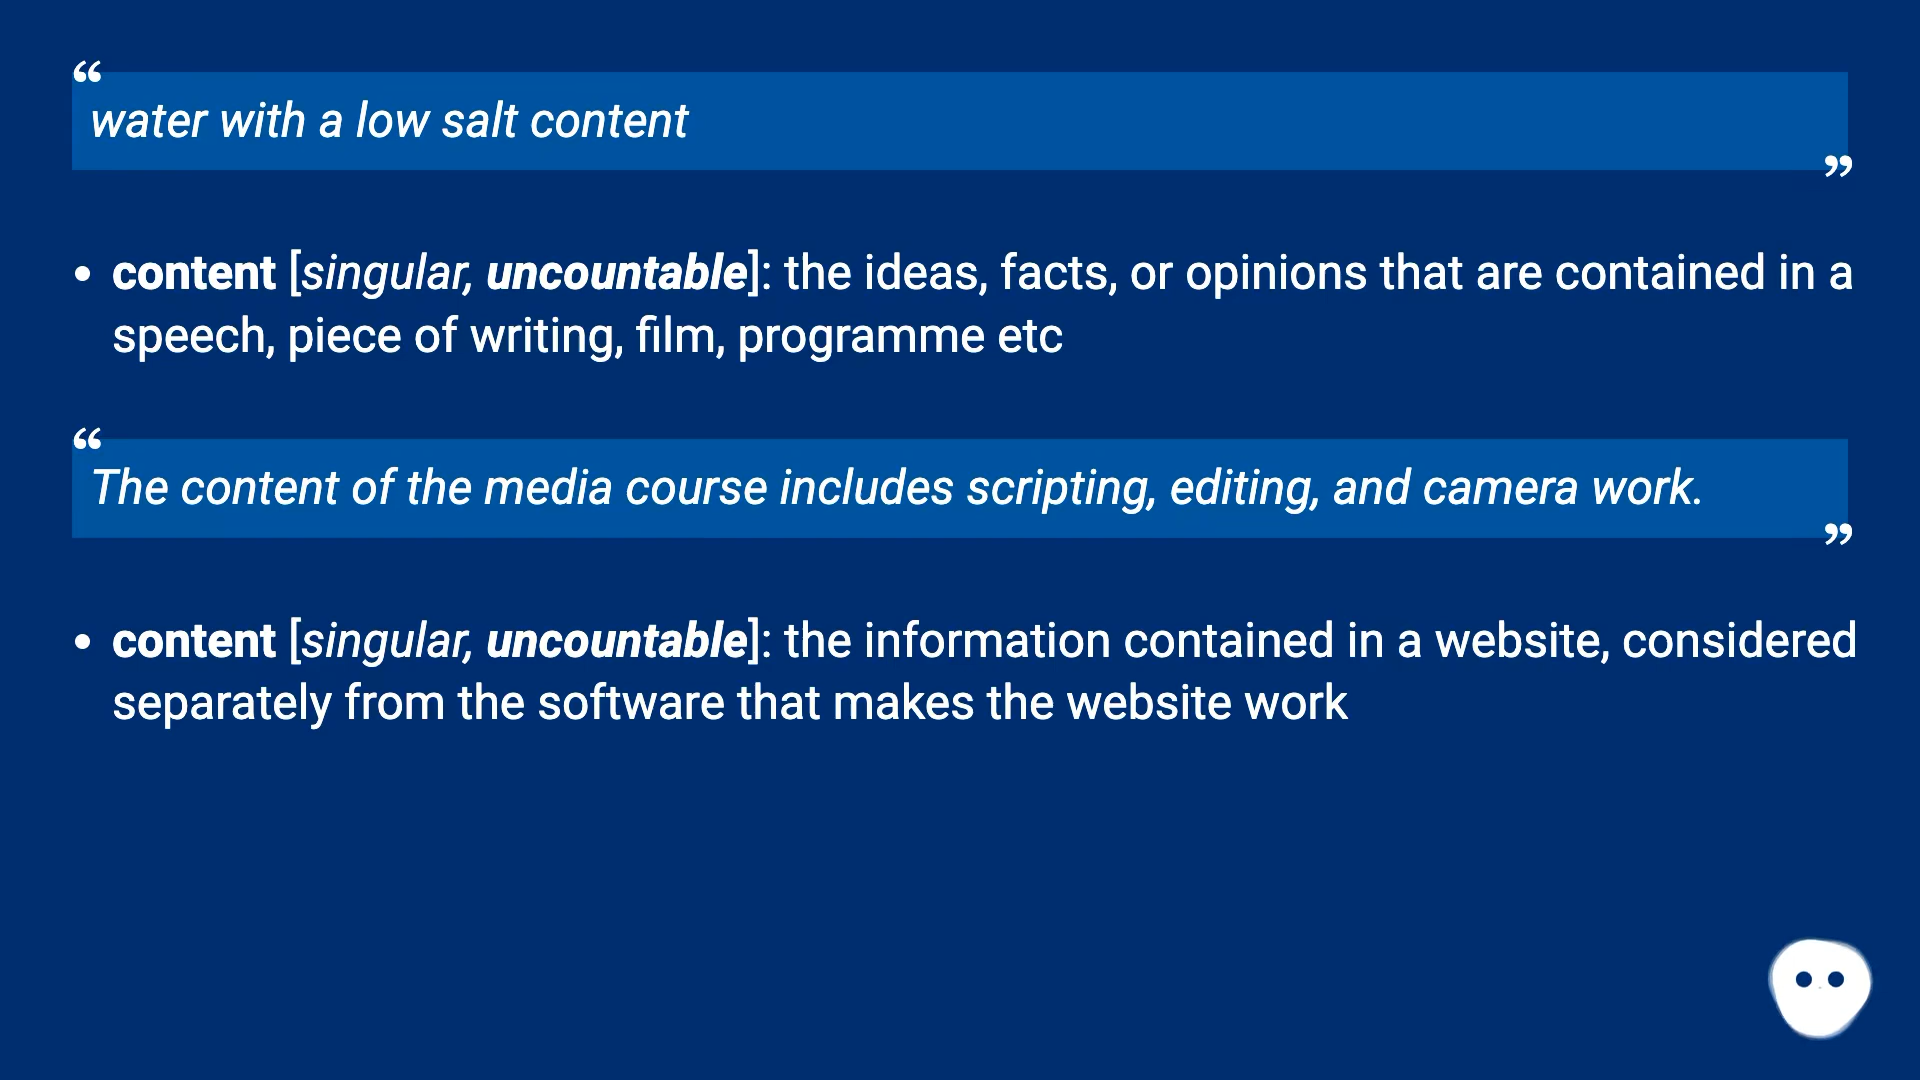 “
water with a low salt content
”
• content [singular, uncountable]: the ideas, facts, or opinions that are contained in a
speech, piece of writing, film, programme etc
“
The content of the media course includes scripting, editing, and camera work.
”
• content [singular, uncountable]: the information contained in a website, considered
separately from the software that makes the website work